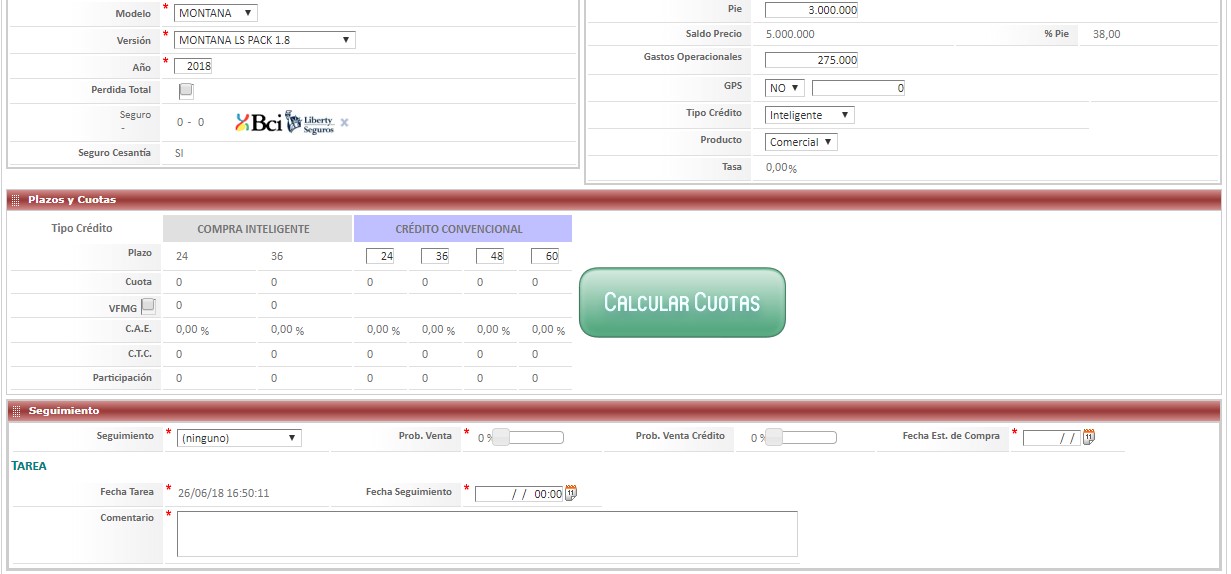 Modelo * MONTANA
Versión * MONTANA LS PACK 1.8
Año * 2018
Perdida Total
Seguro
- 0 - 0 Bci Liberty Seguros x
Seguro Cesantía SI
Pie 3.000.000
Saldo Precio 5.000.000 % Pie 38,00
Gastos Operacionales 275.000
GPS NO 0
Tipo Crédito Inteligente
Producto Comercial
Tasa 0,00%
Plazos y Cuotas
Tipo Crédito COMPRA INTELIGENTE CRÉDITO CONVENCIONAL
Plazo 24 36 24 36 48 60
Cuota 0 0 0 0 0 0
VFMG 0 0
C.A.E. 0,00 % 0,00 % 0,00 % 0,00 % 0,00 % 0,00 %
C.T.C. 0 0 0 0 0 0
Participación 0 0 0 0 0 0
CALCULAR CUOTAS
Seguimiento
Seguimiento * (ninguno) Prob. Venta * 0 % Prob. Venta Crédito 0 % Fecha Est. de Compra * / / 11
TAREA
Fecha Tarea * 26/06/18 16:50:11 Fecha Seguimiento * / / 00:00 11
Comentario *